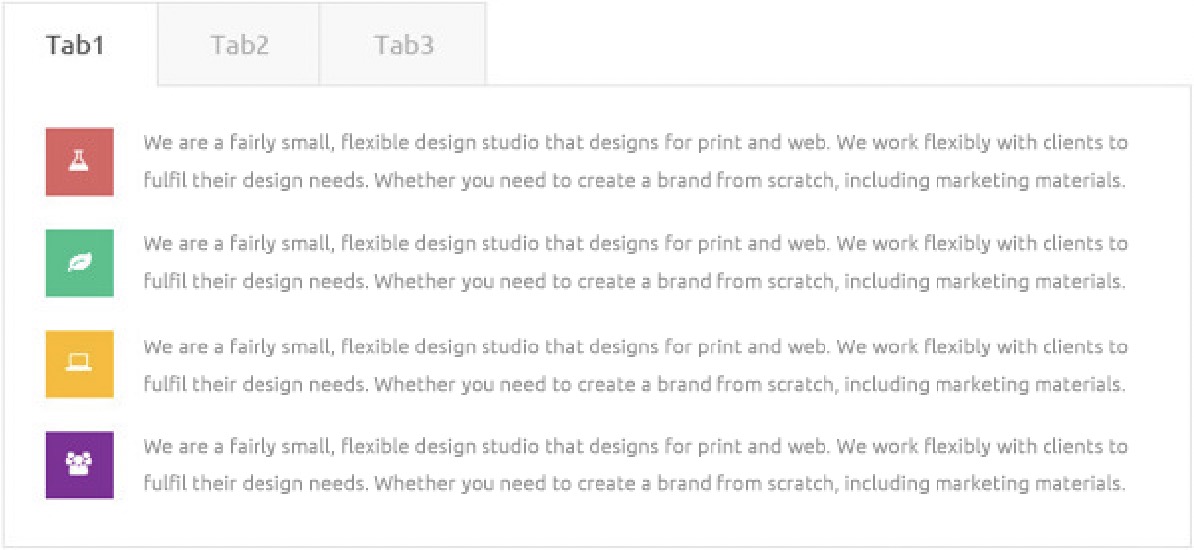 Tab1 Tab2 Tab3
We are a fairly small, flexible design studio that designs for print and web. We work flexibly with clients to
fulfil their design needs. Whether you need to create a brand from scratch, including marketing materials.
We are a fairly small, flexible design studio that designs for print and web. We work flexibly with clients to
fulfil their design needs. Whether you need to create a brand from scratch, including marketing materials.
We are a fairly small, flexible design studio that designs for print and web. We work flexibly with clients to
fulfil their design needs. Whether you need to create a brand from scratch, including marketing materials.
We are a fairly small, flexible design studio that designs for print and web. We work flexibly with clients to
fulfil their design needs. Whether you need to create a brand from scratch, including marketing materials.